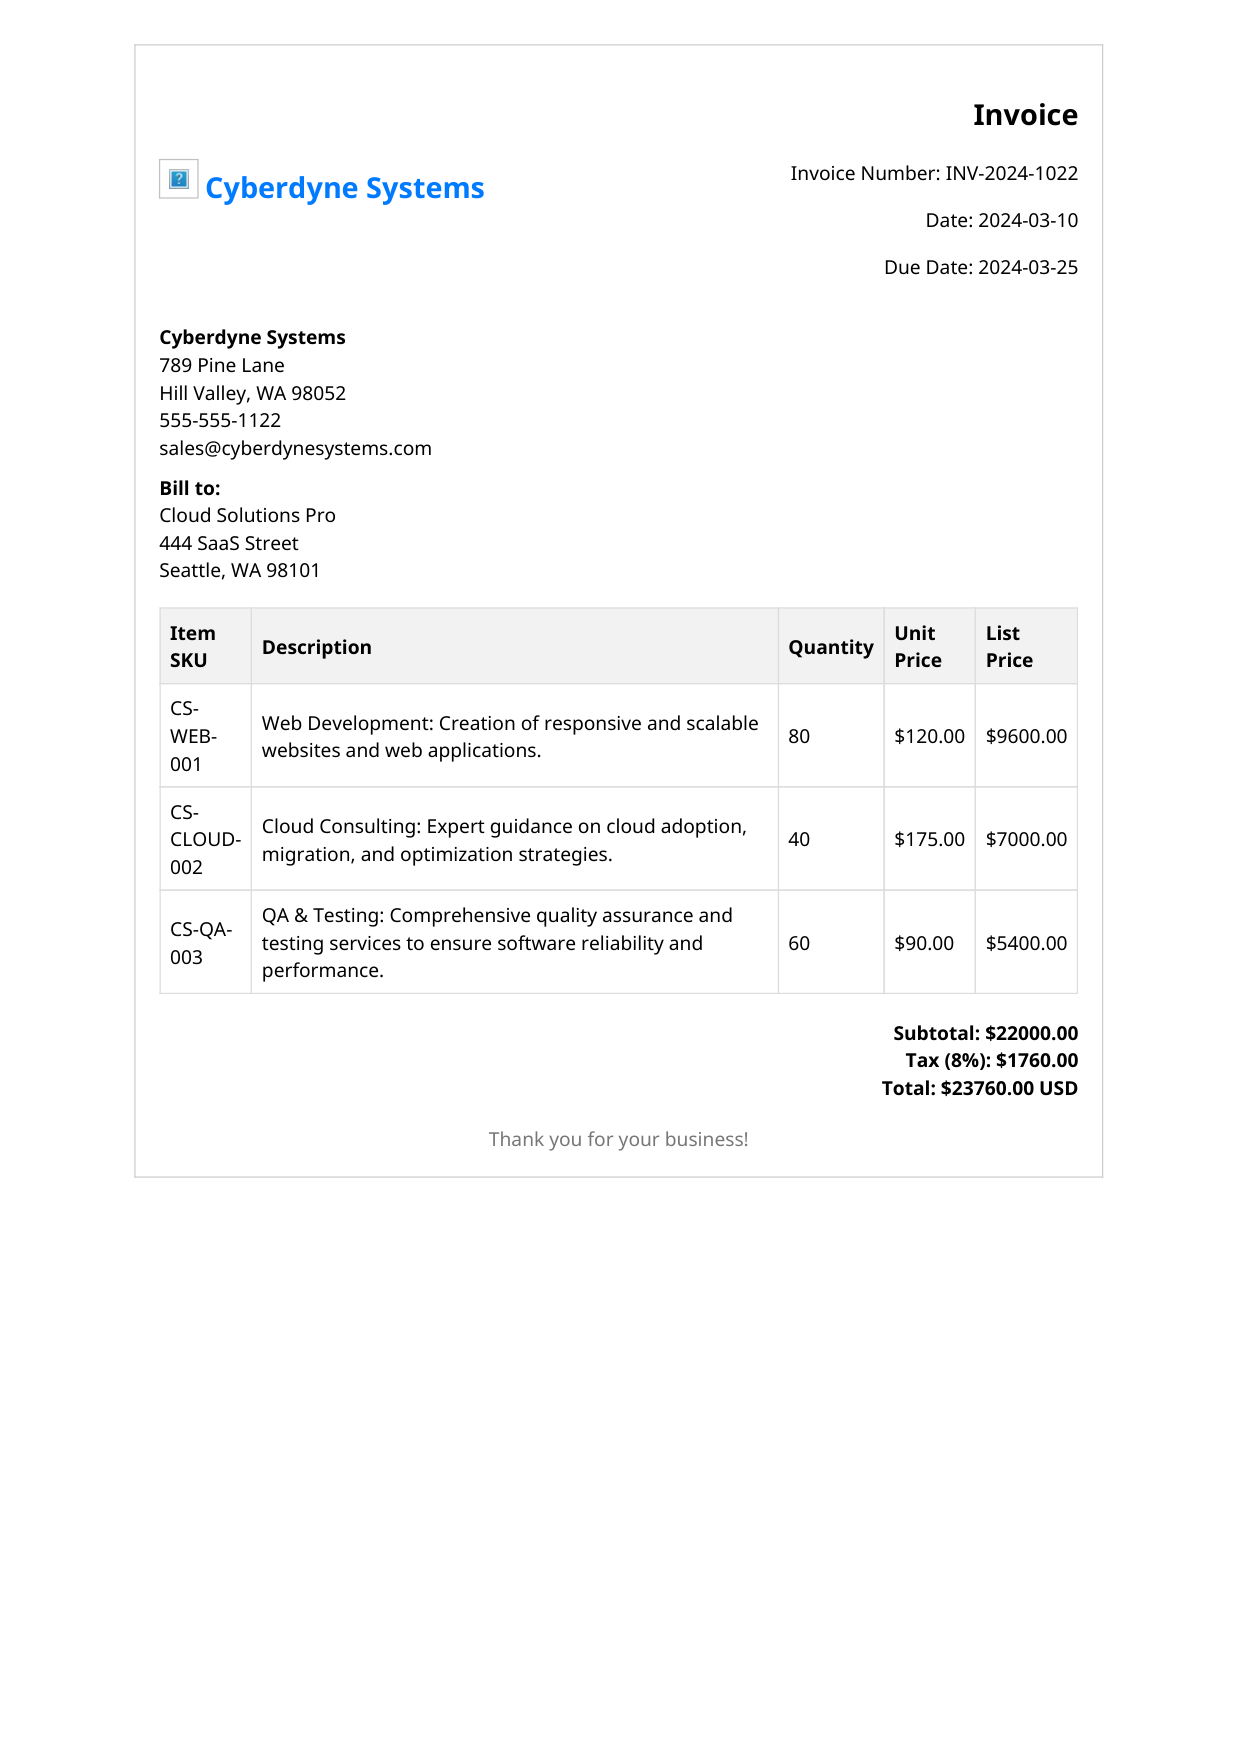 Invoice
Cyberdyne Systems
Invoice Number: INV-2024-1022
Date: 2024-03-10
Due Date: 2024-03-25
Cyberdyne Systems
789 Pine Lane
Hill Valley, WA 98052
555-555-1122
sales@cyberdynesystems.com
Bill to:
Cloud Solutions Pro
444 SaaS Street
Seattle, WA 98101
Item
SKU
Description
Quantity
Unit
Price
List
Price
CS-
WEB-
001
Web Development: Creation of responsive and scalable
websites and web applications.
80
$120.00
$9600.00
CS-
CLOUD-
002
Cloud Consulting: Expert guidance on cloud adoption,
migration, and optimization strategies.
40
$175.00
$7000.00
CS-QA-
003
QA & Testing: Comprehensive quality assurance and
testing services to ensure software reliability and
performance.
60
$90.00
$5400.00
Subtotal: $22000.00
Tax (8%): $1760.00
Total: $23760.00 USD
Thank you for your business!